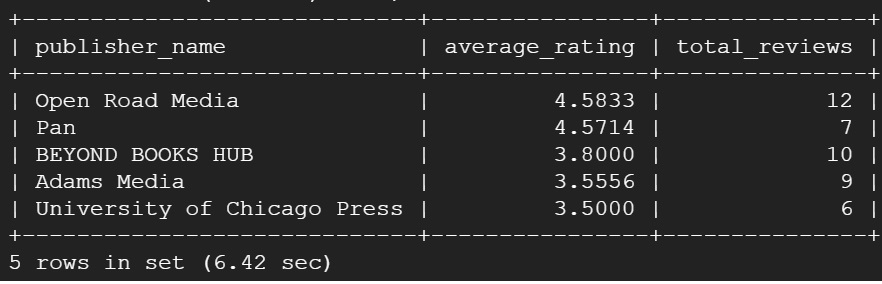 +------------------------------+----------------+---------------+
| publisher_name               | average_rating | total_reviews |
+------------------------------+----------------+---------------+
| Open Road Media              |         4.5833 |            12 |
| Pan                          |         4.5714 |             7 |
| BEYOND BOOKS HUB             |         3.8000 |            10 |
| Adams Media                  |         3.5556 |             9 |
| University of Chicago Press |         3.5000 |             6 |
+------------------------------+----------------+---------------+
5 rows in set (6.42 sec)